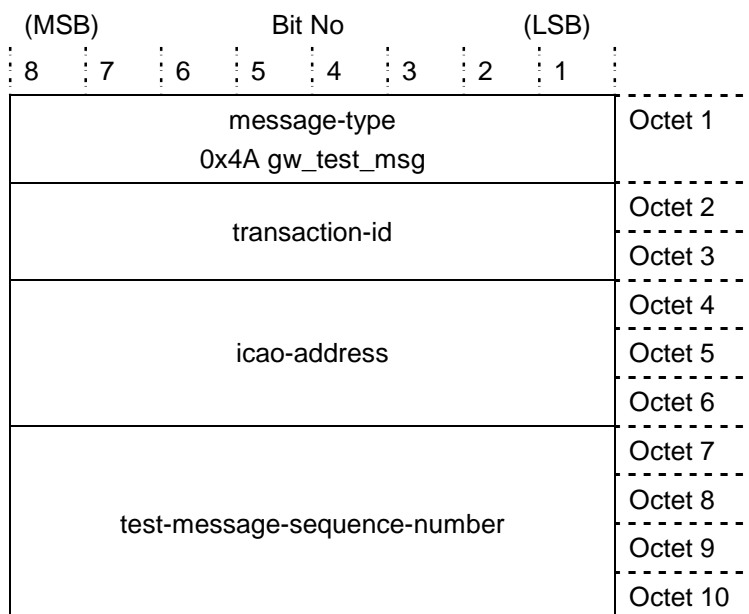 (MSB) Bit No (LSB)
8 7 6 5 4 3 2 1
message-type Octet 1
0x4A gw_test_msg
Octet 2
transaction-id
Octet 3
Octet 4
icao-address Octet 5
Octet 6
Octet 7
Octet 8
test-message-sequence-number
Octet 9
Octet 10